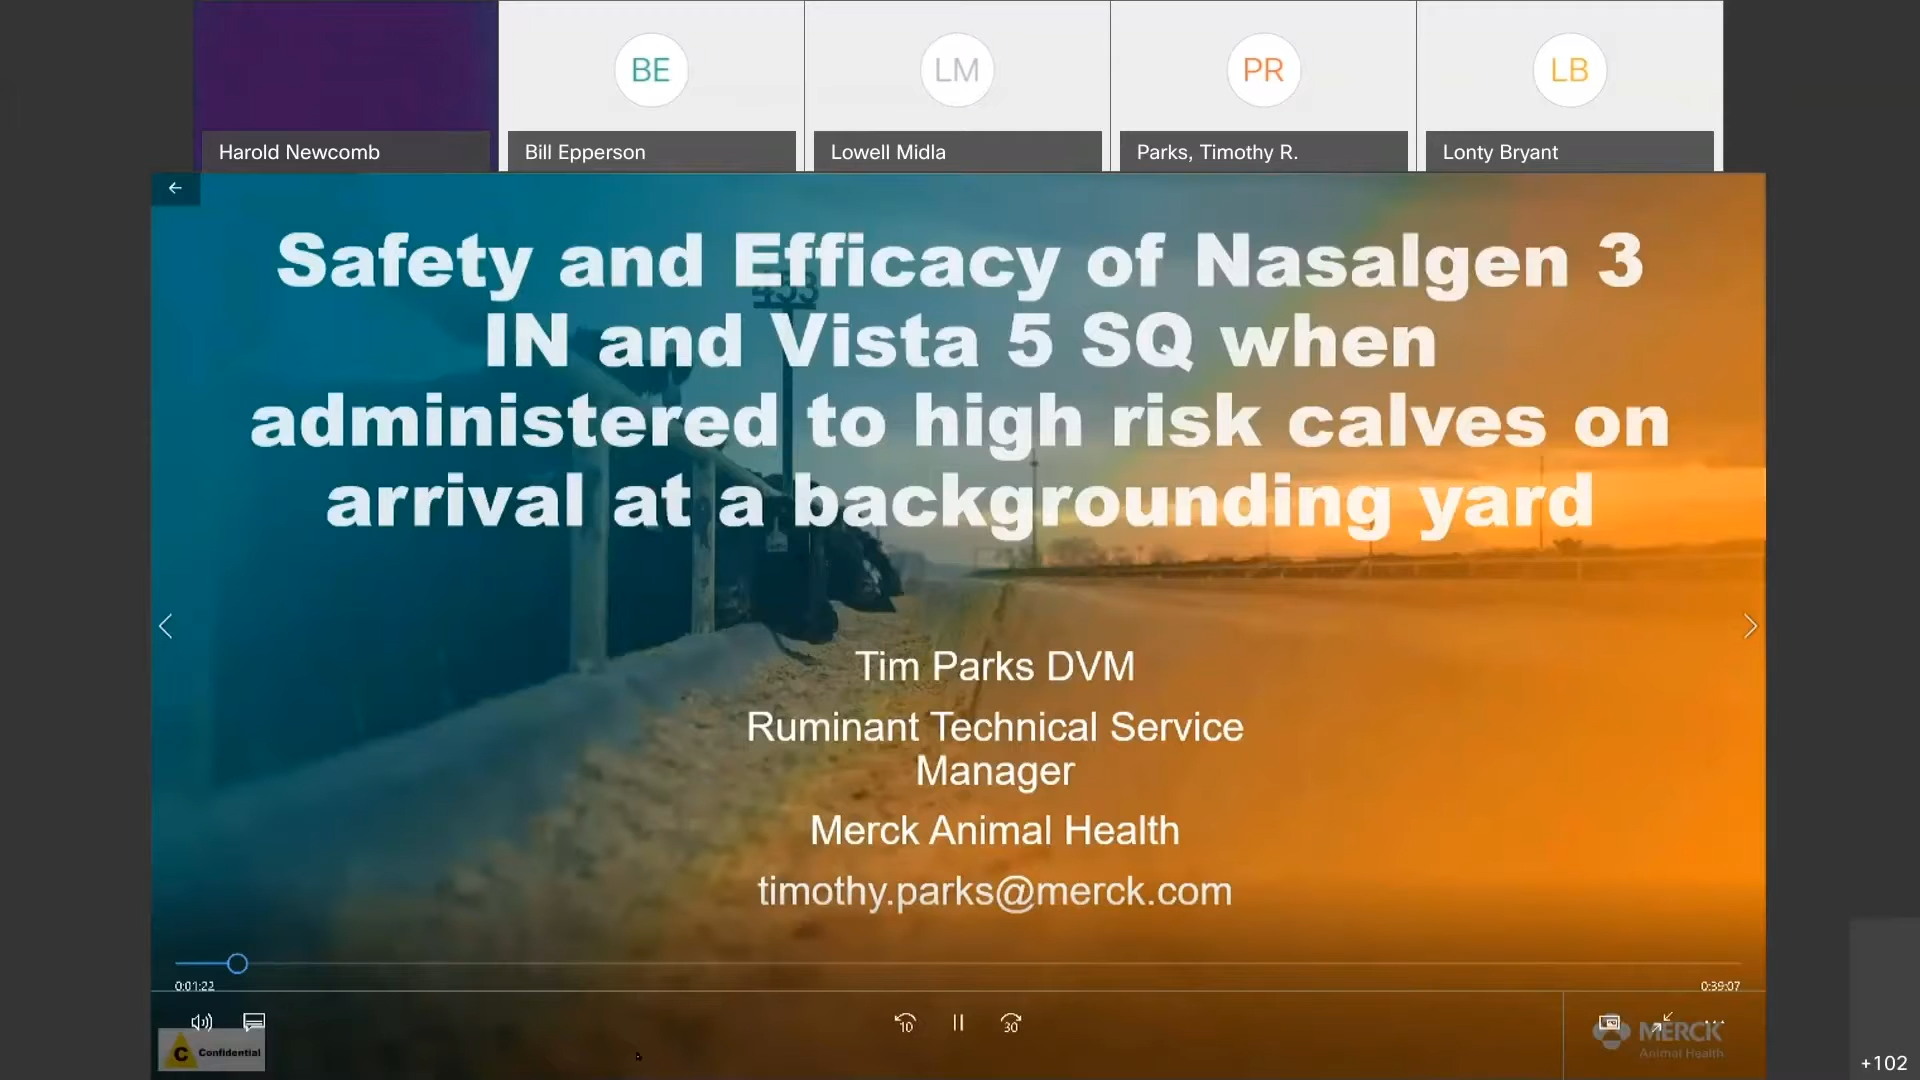 BE
LM
PR
LB
Harold Newcomb
Bill Epperson
Lowell Midla
Parks, Timothy R.
Lonty Bryant
Safety and Efficacy of Nasalgen 3
IN and Vista 5 SQ when
administered to high risk calves on
arrival at a backgrounding yard
453
Tim Parks DVM
Ruminant Technical Service
Manager
Merck Animal Health
timothy.parks@merck.com
0:01:22
0:39:07
10
30
C Confidential
MERCK
Animal Health
+102